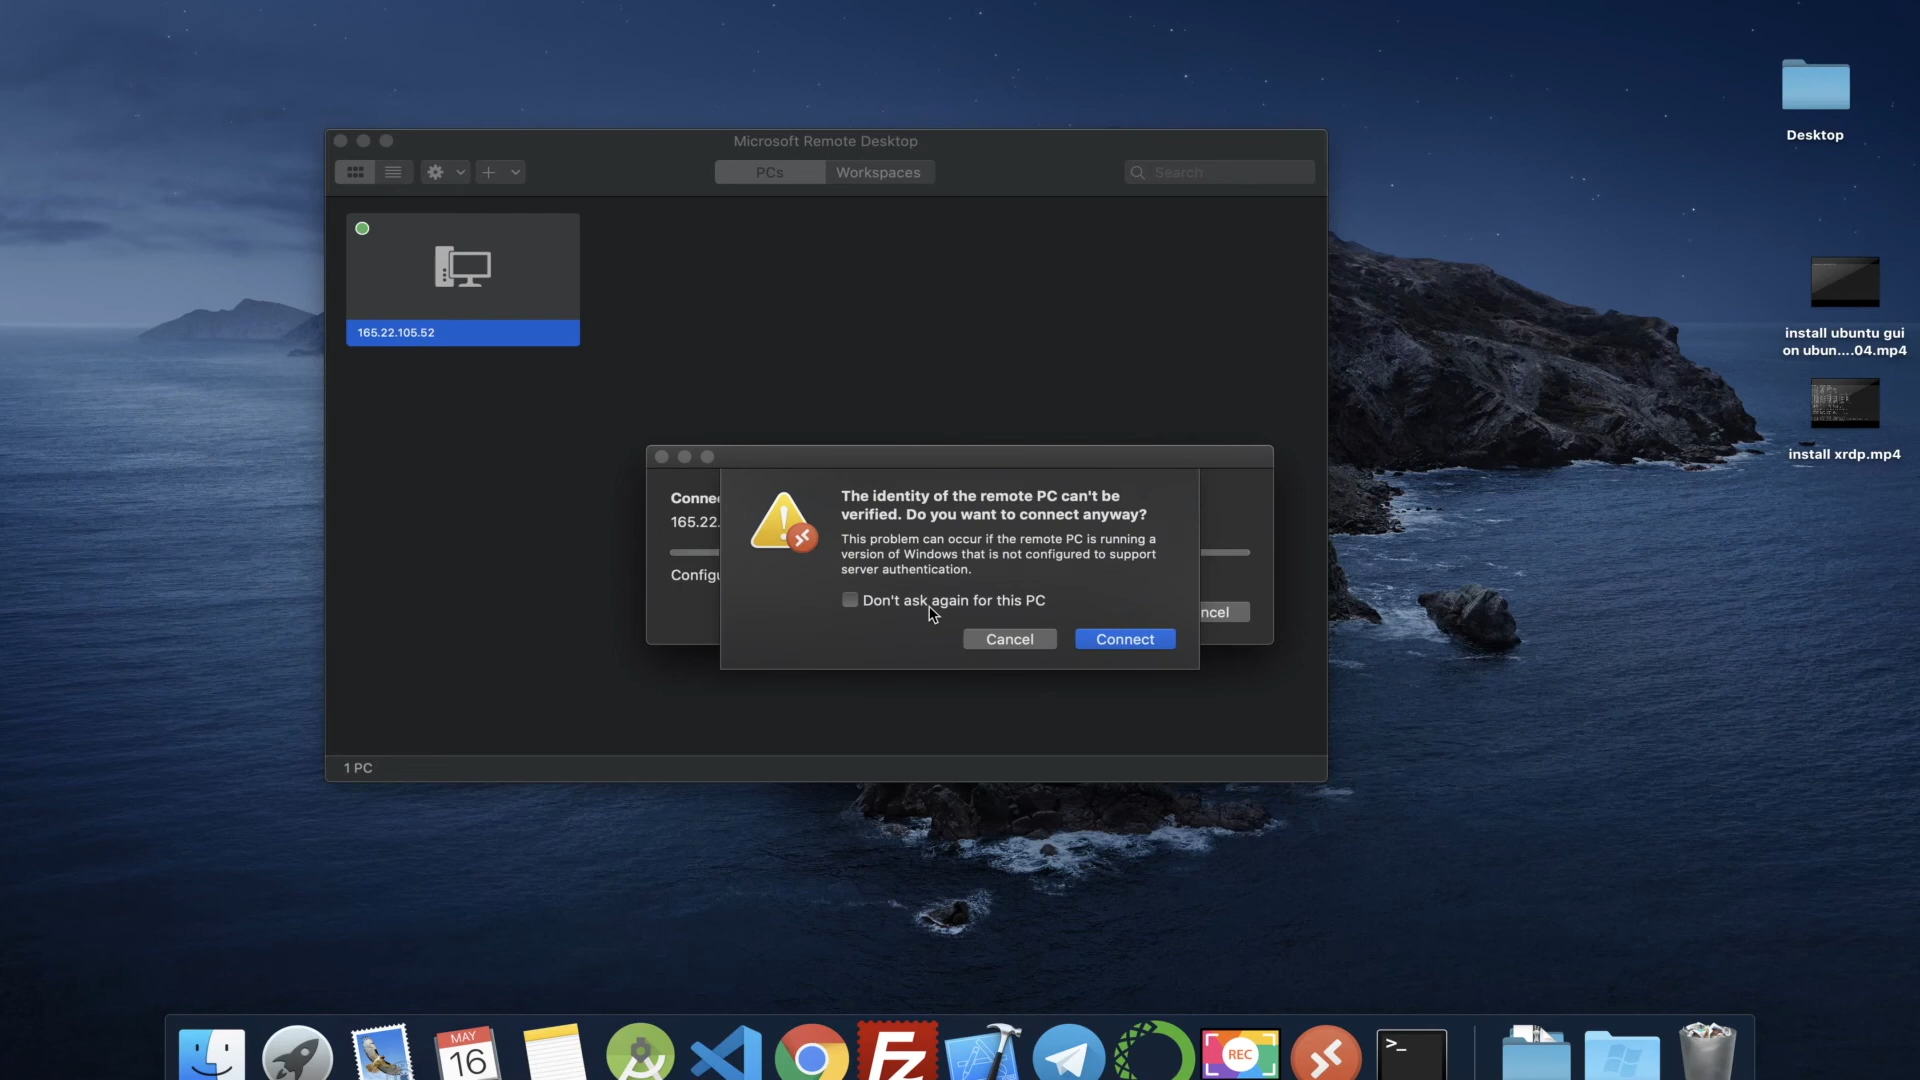 Microsoft Remote Desktop
PCs
Workspaces
Search
165.22.105.52
Connec
165.22.
Configu
ncel
The identity of the remote PC can't be
verified. Do you want to connect anyway?
This problem can occur if the remote PC is running a
version of Windows that is not configured to support
server authentication.
Don't ask again for this PC
Cancel
Connect
1 PC
Desktop
install ubuntu gui
on ubun....04.mp4
install xrdp.mp4
MAY
16
FZ
REC
>_